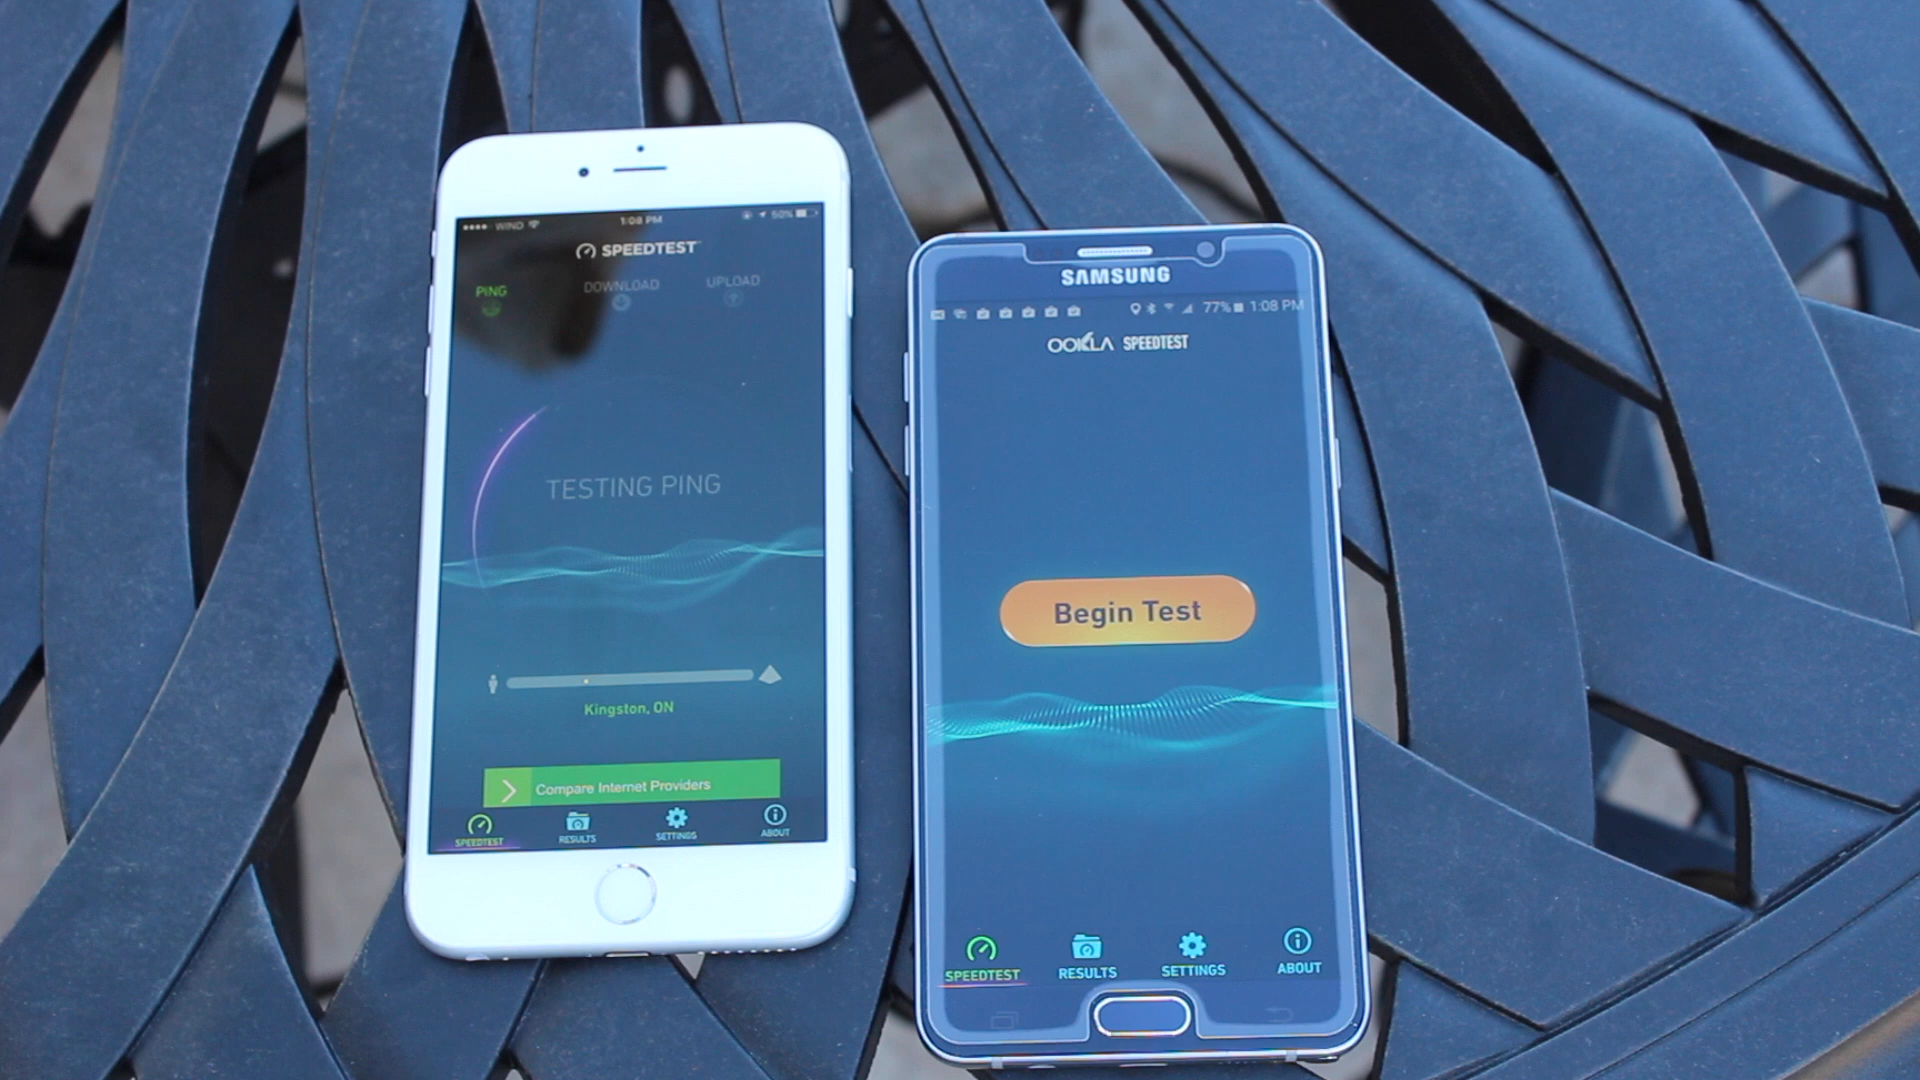 WIND 1:08 PM 50%
SPEEDTEST
PING DOWNLOAD UPLOAD
TESTING PING
Kingston, ON
Compare Internet Providers
SPEEDTEST RESULTS SETTINGS ABOUT
SAMSUNG
77% 1:08 PM
OOKLA SPEEDTEST
Begin Test
SPEEDTEST RESULTS SETTINGS ABOUT